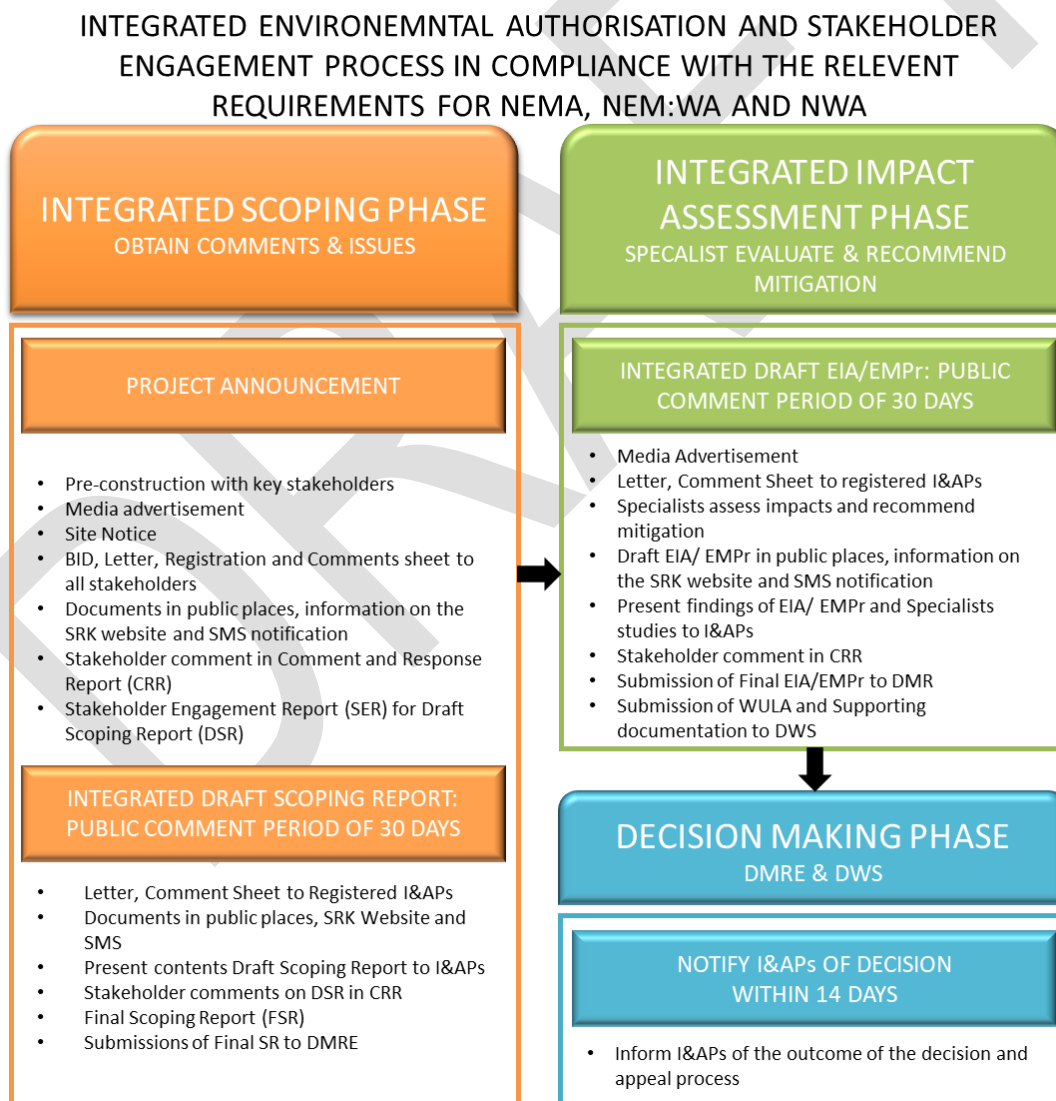 INTEGRATED ENVIRONEMNTAL AUTHORISATION AND STAKEHOLDER
ENGAGEMENT PROCESS IN COMPLIANCE WITH THE RELEVENT
REQUIREMENTS FOR NEMA, NEM:WA AND NWA
INTEGRATED SCOPING PHASE
OBTAIN COMMENTS & ISSUES
PROJECT ANNOUNCEMENT
• Pre-construction with key stakeholders
• Media advertisement
• Site Notice
• BID, Letter, Registration and Comments sheet to
all stakeholders
• Documents in public places, information on the
SRK website and SMS notification
• Stakeholder comment in Comment and Response
Report (CRR)
• Stakeholder Engagement Report (SER) for Draft
Scoping Report (DSR)
INTEGRATED DRAFT SCOPING REPORT:
PUBLIC COMMENT PERIOD OF 30 DAYS
• Letter, Comment Sheet to Registered I&APs
• Documents in public places, SRK Website and
SMS
• Present contents Draft Scoping Report to I&APs
• Stakeholder comments on DSR in CRR
• Final Scoping Report (FSR)
• Submissions of Final SR to DMRE
INTEGRATED IMPACT
ASSESSMENT PHASE
SPECALIST EVALUATE & RECOMMEND
MITIGATION
INTEGRATED DRAFT EIA/EMPr: PUBLIC
COMMENT PERIOD OF 30 DAYS
• Media Advertisement
• Letter, Comment Sheet to registered I&APs
• Specialists assess impacts and recommend
mitigation
• Draft EIA/ EMPr in public places, information on
the SRK website and SMS notification
• Present findings of EIA/ EMPr and Specialists
studies to I&APs
• Stakeholder comment in CRR
• Submission of Final EIA/EMPr to DMR
• Submission of WULA and Supporting
documentation to DWS
DECISION MAKING PHASE
DMRE & DWS
NOTIFY I&APs OF DECISION
WITHIN 14 DAYS
• Inform I&APs of the outcome of the decision and
appeal process
DRAFT